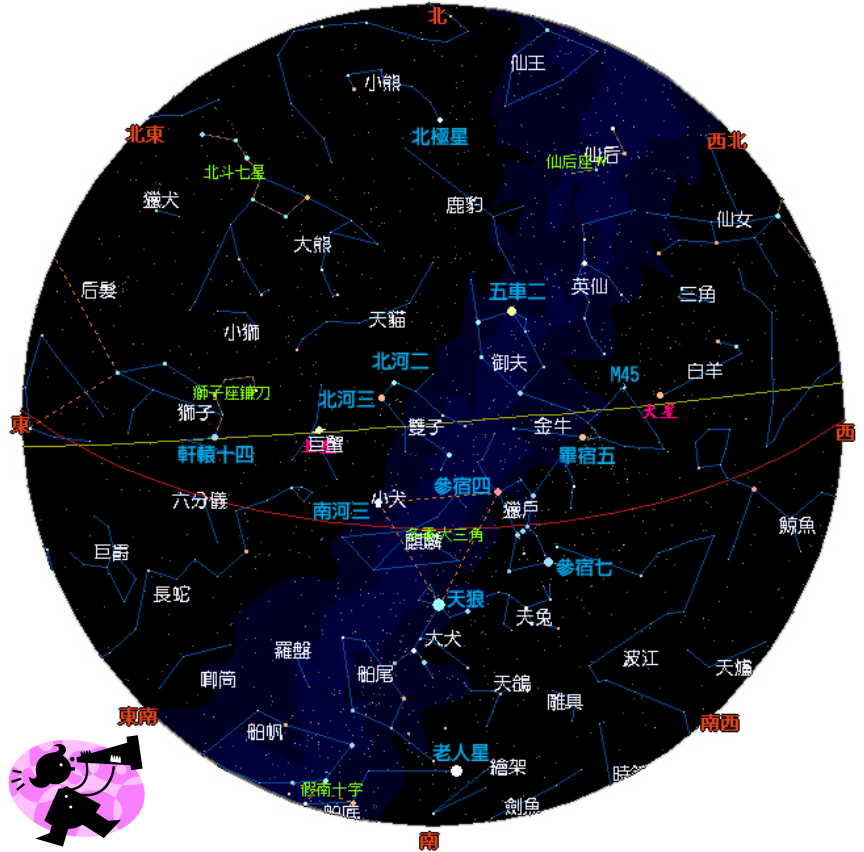 北
仙王
小熊
北極星
北東
西北
仙后
仙后座W
北斗七星
獵犬
鹿豹
仙女
大熊
后髮
五車二
英仙
三角
天貓
小獅
北河二
御夫
M45
白羊
獅子座鐮刀
北河三
獅子
火星
東
雙子
金牛
西
巨蟹
軒轅十四
畢宿五
參宿四
六分儀
小犬
南河三
獵戶
鯨魚
冬季大三角
麒麟
巨爵
參宿七
長蛇
天狼
天兔
大犬
羅盤
波江
唧筒
船尾
天鴿
天爐
雕具
東南
南西
船帆
老人星
繪架
時鐘
假南十字
劍魚
船底
南